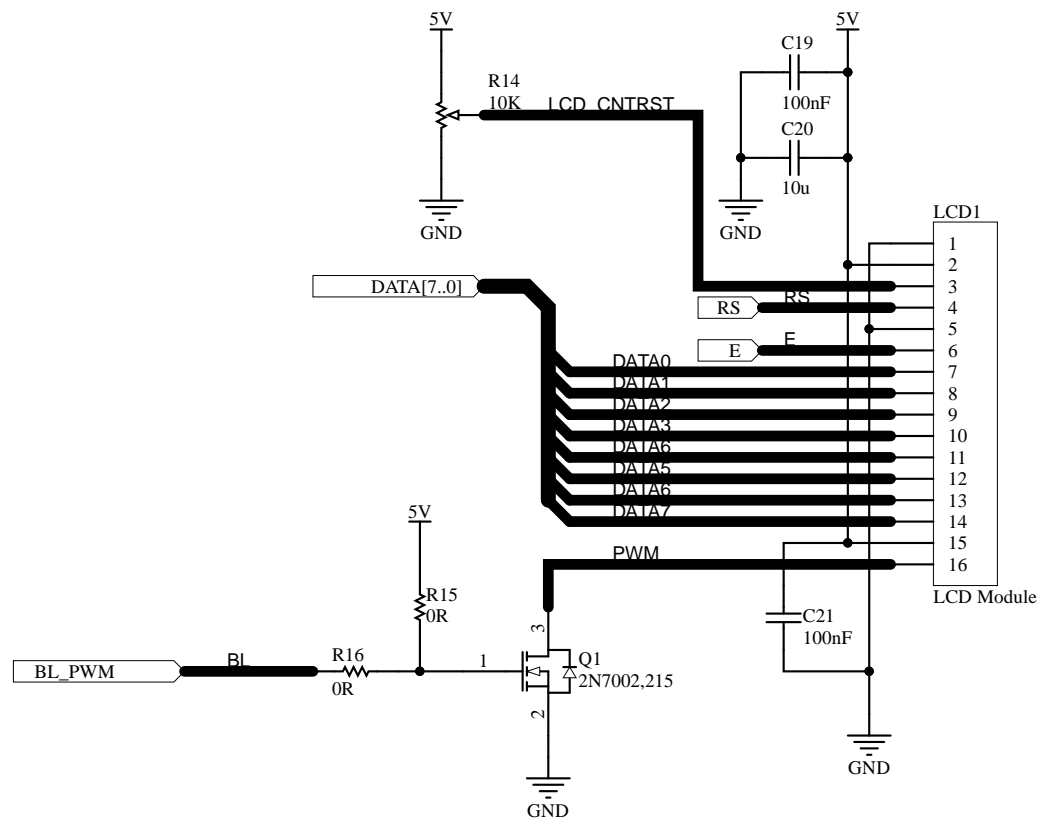 5V
5V
C19
R14
10K
LCD_CNTRST
100nF
C20
10u
GND
GND
LCD1
1
2
DATA[7..0]
3
RS
RS
4
5
E
E
6
DATA0
7
DATA1
8
DATA2
9
DATA3
10
DATA6
11
DATA5
12
DATA6
13
DATA7
14
5V
15
PWM
16
LCD Module
R15
0R
C21
100nF
3
BL_PWM
BL
R16
0R
1
Q1
2N7002,215
2
GND
GND